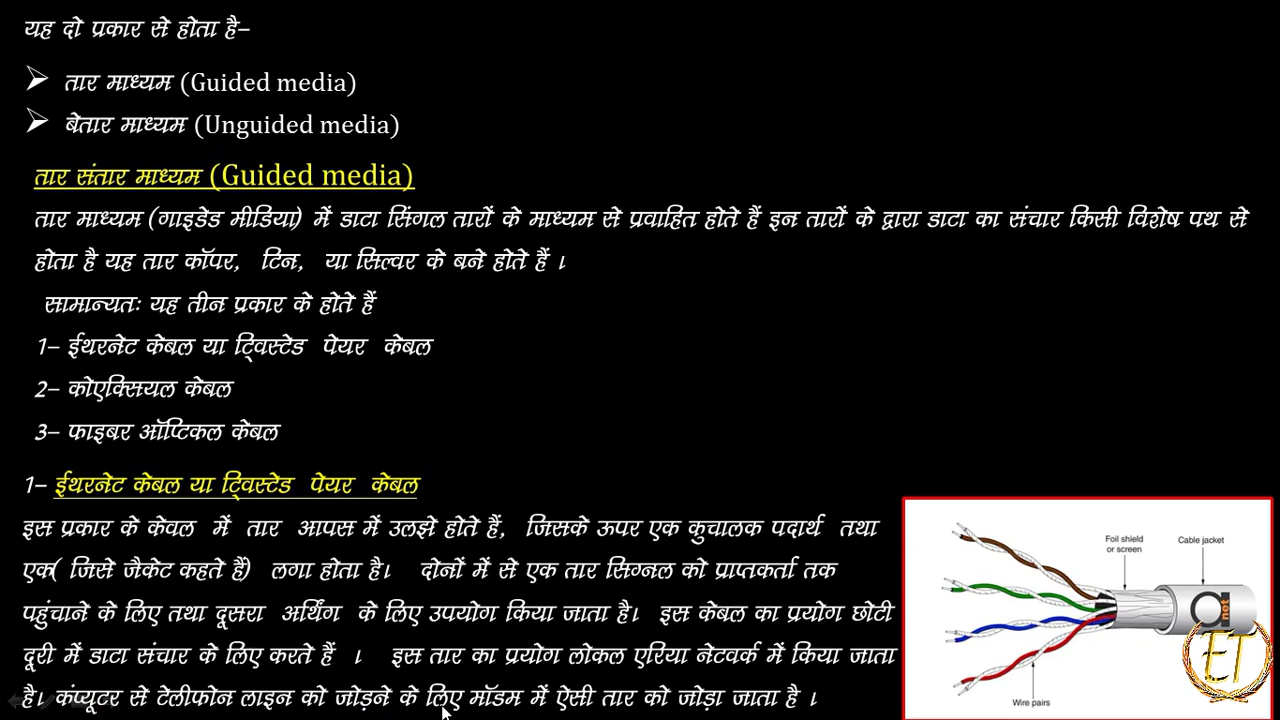 यह दो प्रकार से होता है–
➢ तार माध्यम (Guided media)
➢ बेतार माध्यम (Unguided media)
तार संतार माध्यम (Guided media)
तार माध्यम (गाइडेड मीडिया) में डाटा सिंगल तारों के माध्यम से प्रवाहित होते हैं इन तारों के द्वारा डाटा का संचार किसी विशेष पथ से
होता है यह तार कॉपर, टिन, या सिल्वर के बने होते हैं ।
सामान्यतः यह तीन प्रकार के होते हैं
1– ईथरनेट केबल या ट्विस्टेड पेयर केबल
2– कोएक्सियल केबल
3– फाइबर ऑप्टिकल केबल
1– ईथरनेट केबल या ट्विस्टेड पेयर केबल
इस प्रकार के केवल में तार आपस में उलझे होते हैं, जिसके ऊपर एक कुचालक पदार्थ तथा
एक( जिसे जैकेट कहते हैं) लगा होता है। दोनों में से एक तार सिग्नल को प्राप्तकर्ता तक
पहुंचाने के लिए तथा दूसरा अर्थिंग के लिए उपयोग किया जाता है। इस केबल का प्रयोग छोटी
दूरी में डाटा संचार के लिए करते हैं । इस तार का प्रयोग लोकल एरिया नेटवर्क में किया जाता
है। कंप्यूटर से टेलीफोन लाइन को जोड़ने के लिए मॉडम में ऐसी तार को जोड़ा जाता है ।
Foil shield
or screen
Cable jacket
a net
ET
Wire pairs